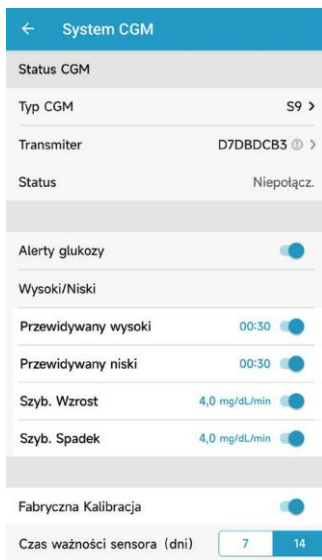 System CGM
Status CGM
Typ CGM S9
Transmiter D7DBDCB3
Status Niepołącz.
Alerty glukozy
Wysoki/Niski
Przewidywany wysoki 00:30
Przewidywany niski 00:30
Szyb. Wzrost 4,0 mg/dL/min
Szyb. Spadek 4,0 mg/dL/min
Fabryczna Kalibracja
Czas ważności sensora (dni) 7 14